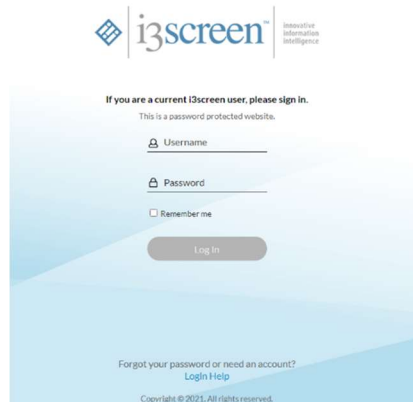 i3screen™
innovative
information
intelligence
If you are a current i3screen user, please sign in.
This is a password protected website.
Username
Password
Remember me
Log In
Forgot your password or need an account?
Login Help
Copyright © 2021. All rights reserved.